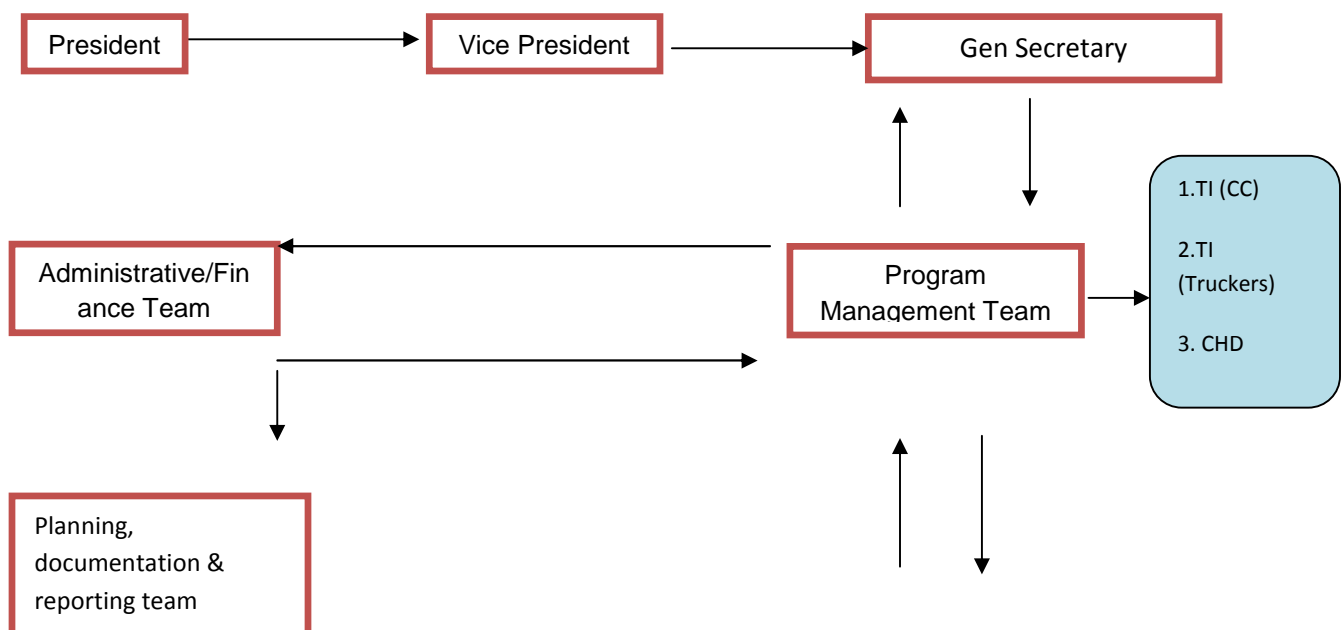 President
Vice President
Gen Secretary
1.TI (CC)
2.TI
(Truckers)
3. CHD
Administrative/Fin
ance Team
Program
Management Team
Planning,
documentation &
reporting team